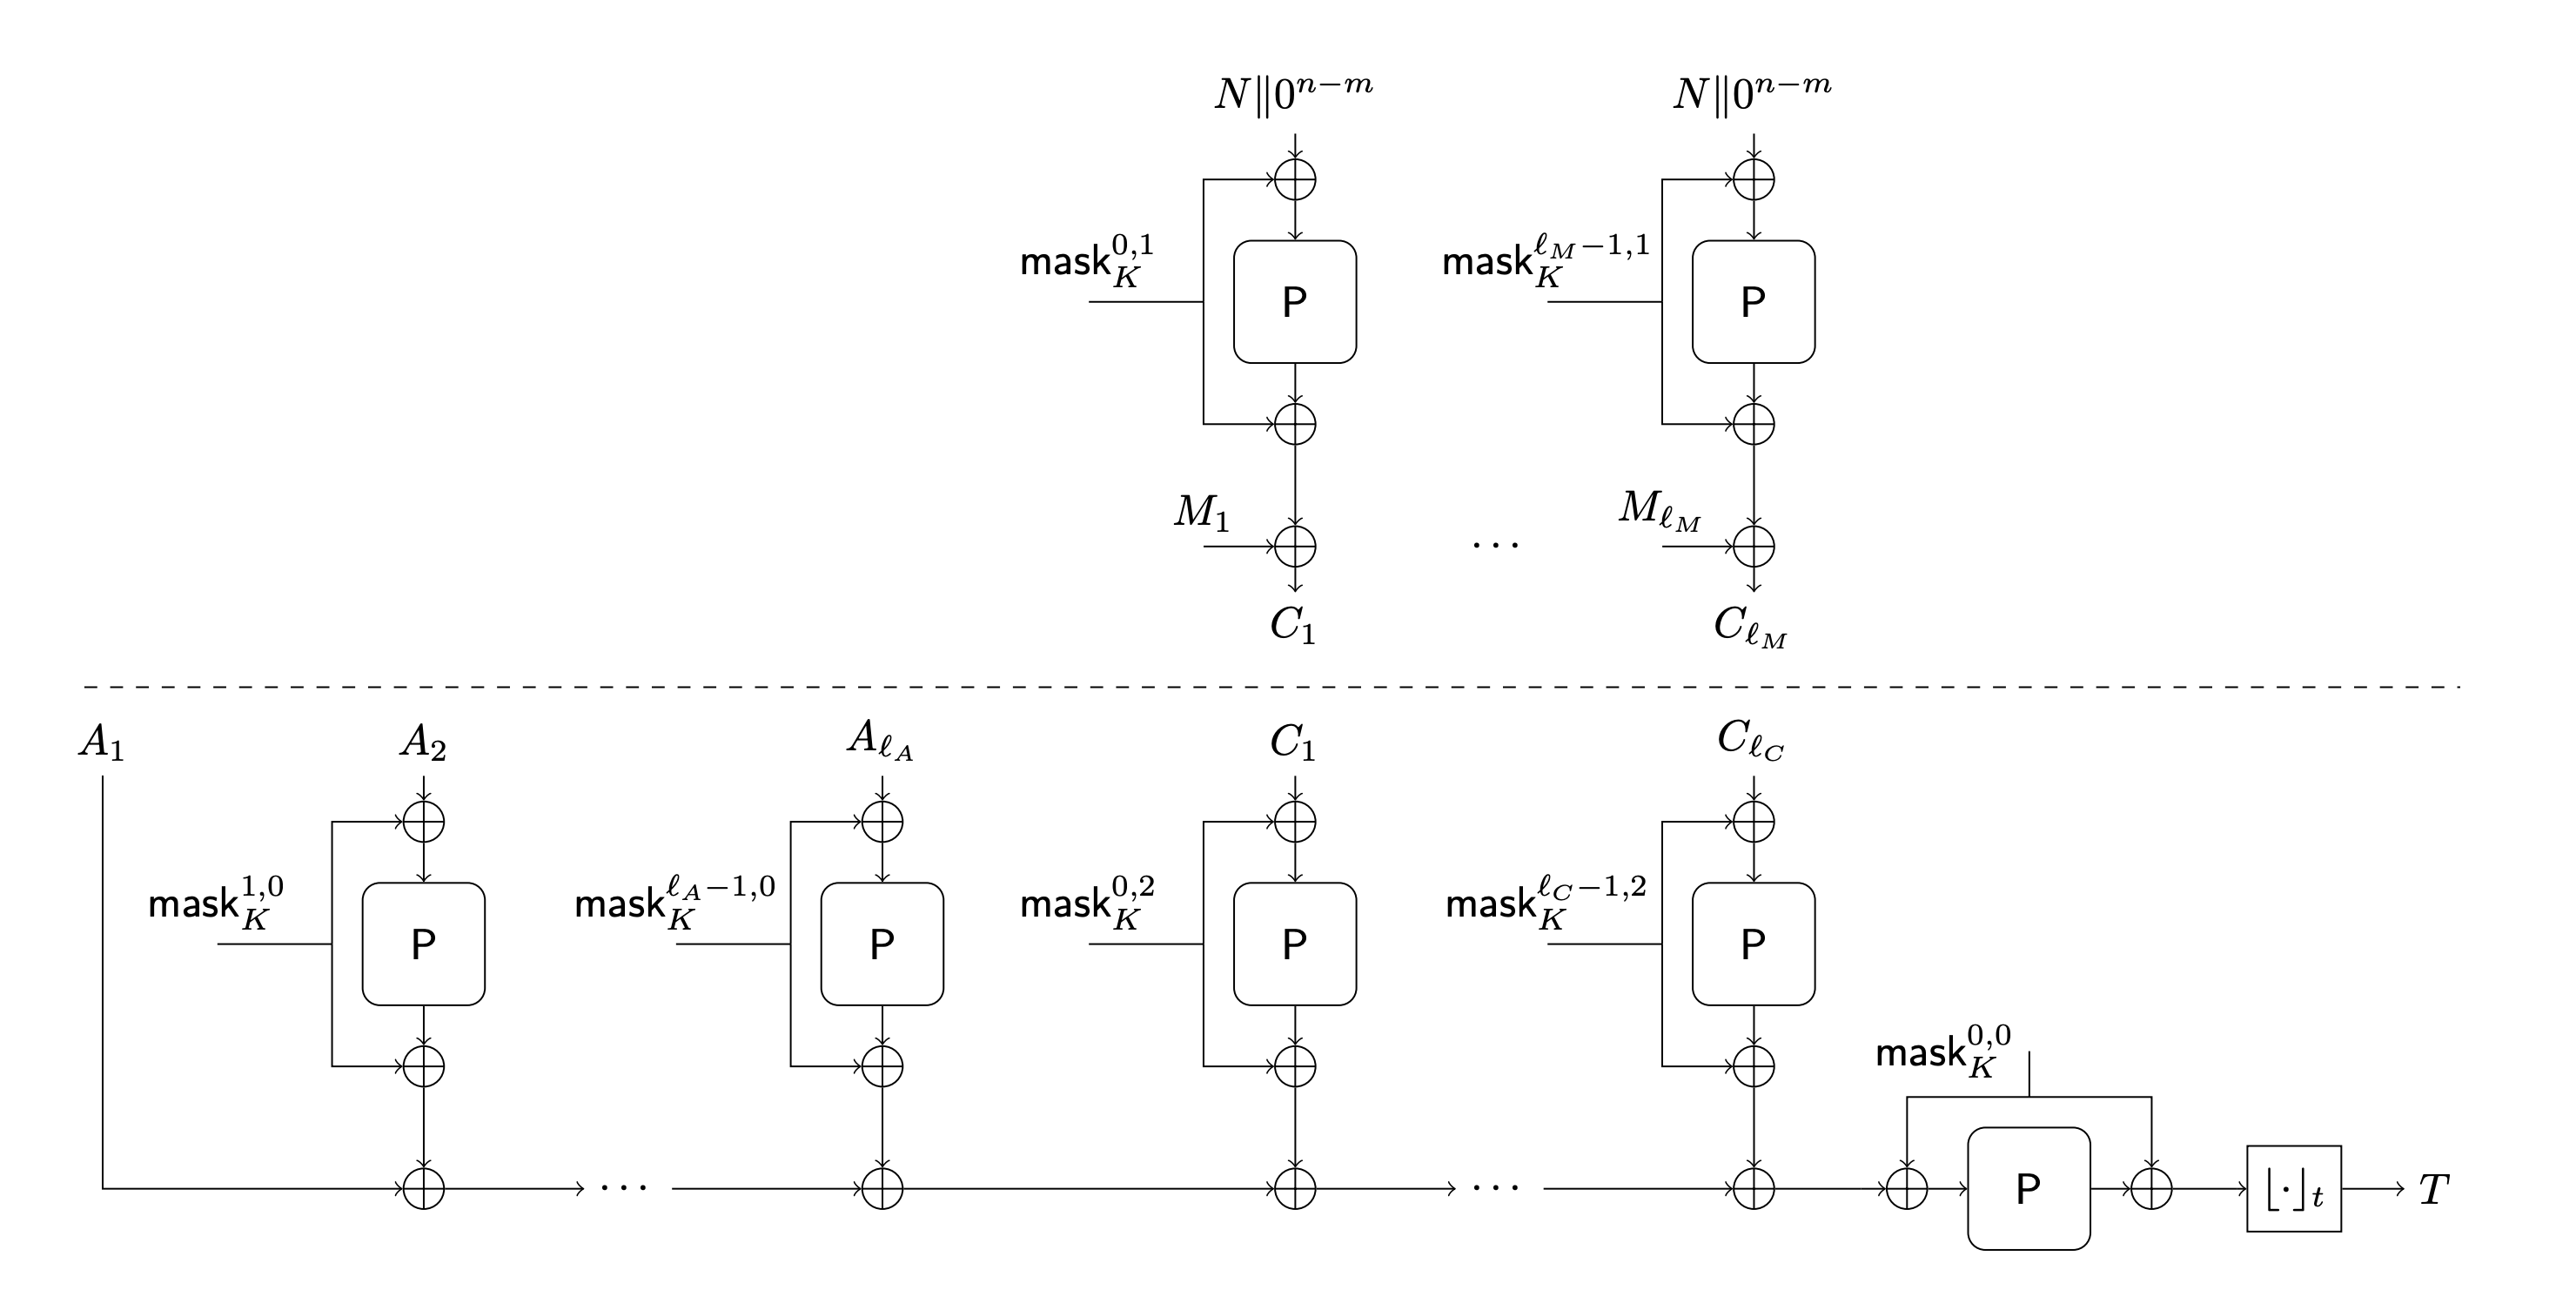 N‖0^{n−m} N‖0^{n−m}
mask_K^{0,1} P mask_K^{ℓ_M−1,1} P
M_1 ··· M_{ℓ_M}
C_1 C_{ℓ_M}
A_1 A_2 A_{ℓ_A} C_1 C_{ℓ_C}
mask_K^{1,0} P mask_K^{ℓ_A−1,0} P mask_K^{0,2} P mask_K^{ℓ_C−1,2} P
mask_K^{0,0}
··· ··· P ⌊·⌋_t T